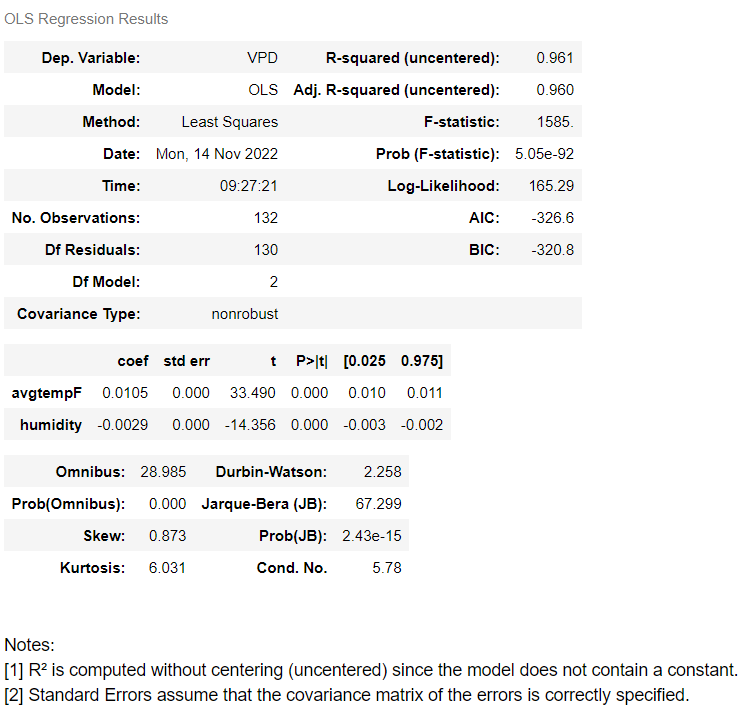 OLS Regression Results
Dep. Variable: VPD R-squared (uncentered): 0.961
Model: OLS Adj. R-squared (uncentered): 0.960
Method: Least Squares F-statistic: 1585.
Date: Mon, 14 Nov 2022 Prob (F-statistic): 5.05e-92
Time: 09:27:21 Log-Likelihood: 165.29
No. Observations: 132 AIC: -326.6
Df Residuals: 130 BIC: -320.8
Df Model: 2
Covariance Type: nonrobust
coef std err t P>|t| [0.025 0.975]
avgtempF 0.0105 0.000 33.490 0.000 0.010 0.011
humidity -0.0029 0.000 -14.356 0.000 -0.003 -0.002
Omnibus: 28.985 Durbin-Watson: 2.258
Prob(Omnibus): 0.000 Jarque-Bera (JB): 67.299
Skew: 0.873 Prob(JB): 2.43e-15
Kurtosis: 6.031 Cond. No. 5.78
Notes:
[1] R² is computed without centering (uncentered) since the model does not contain a constant.
[2] Standard Errors assume that the covariance matrix of the errors is correctly specified.